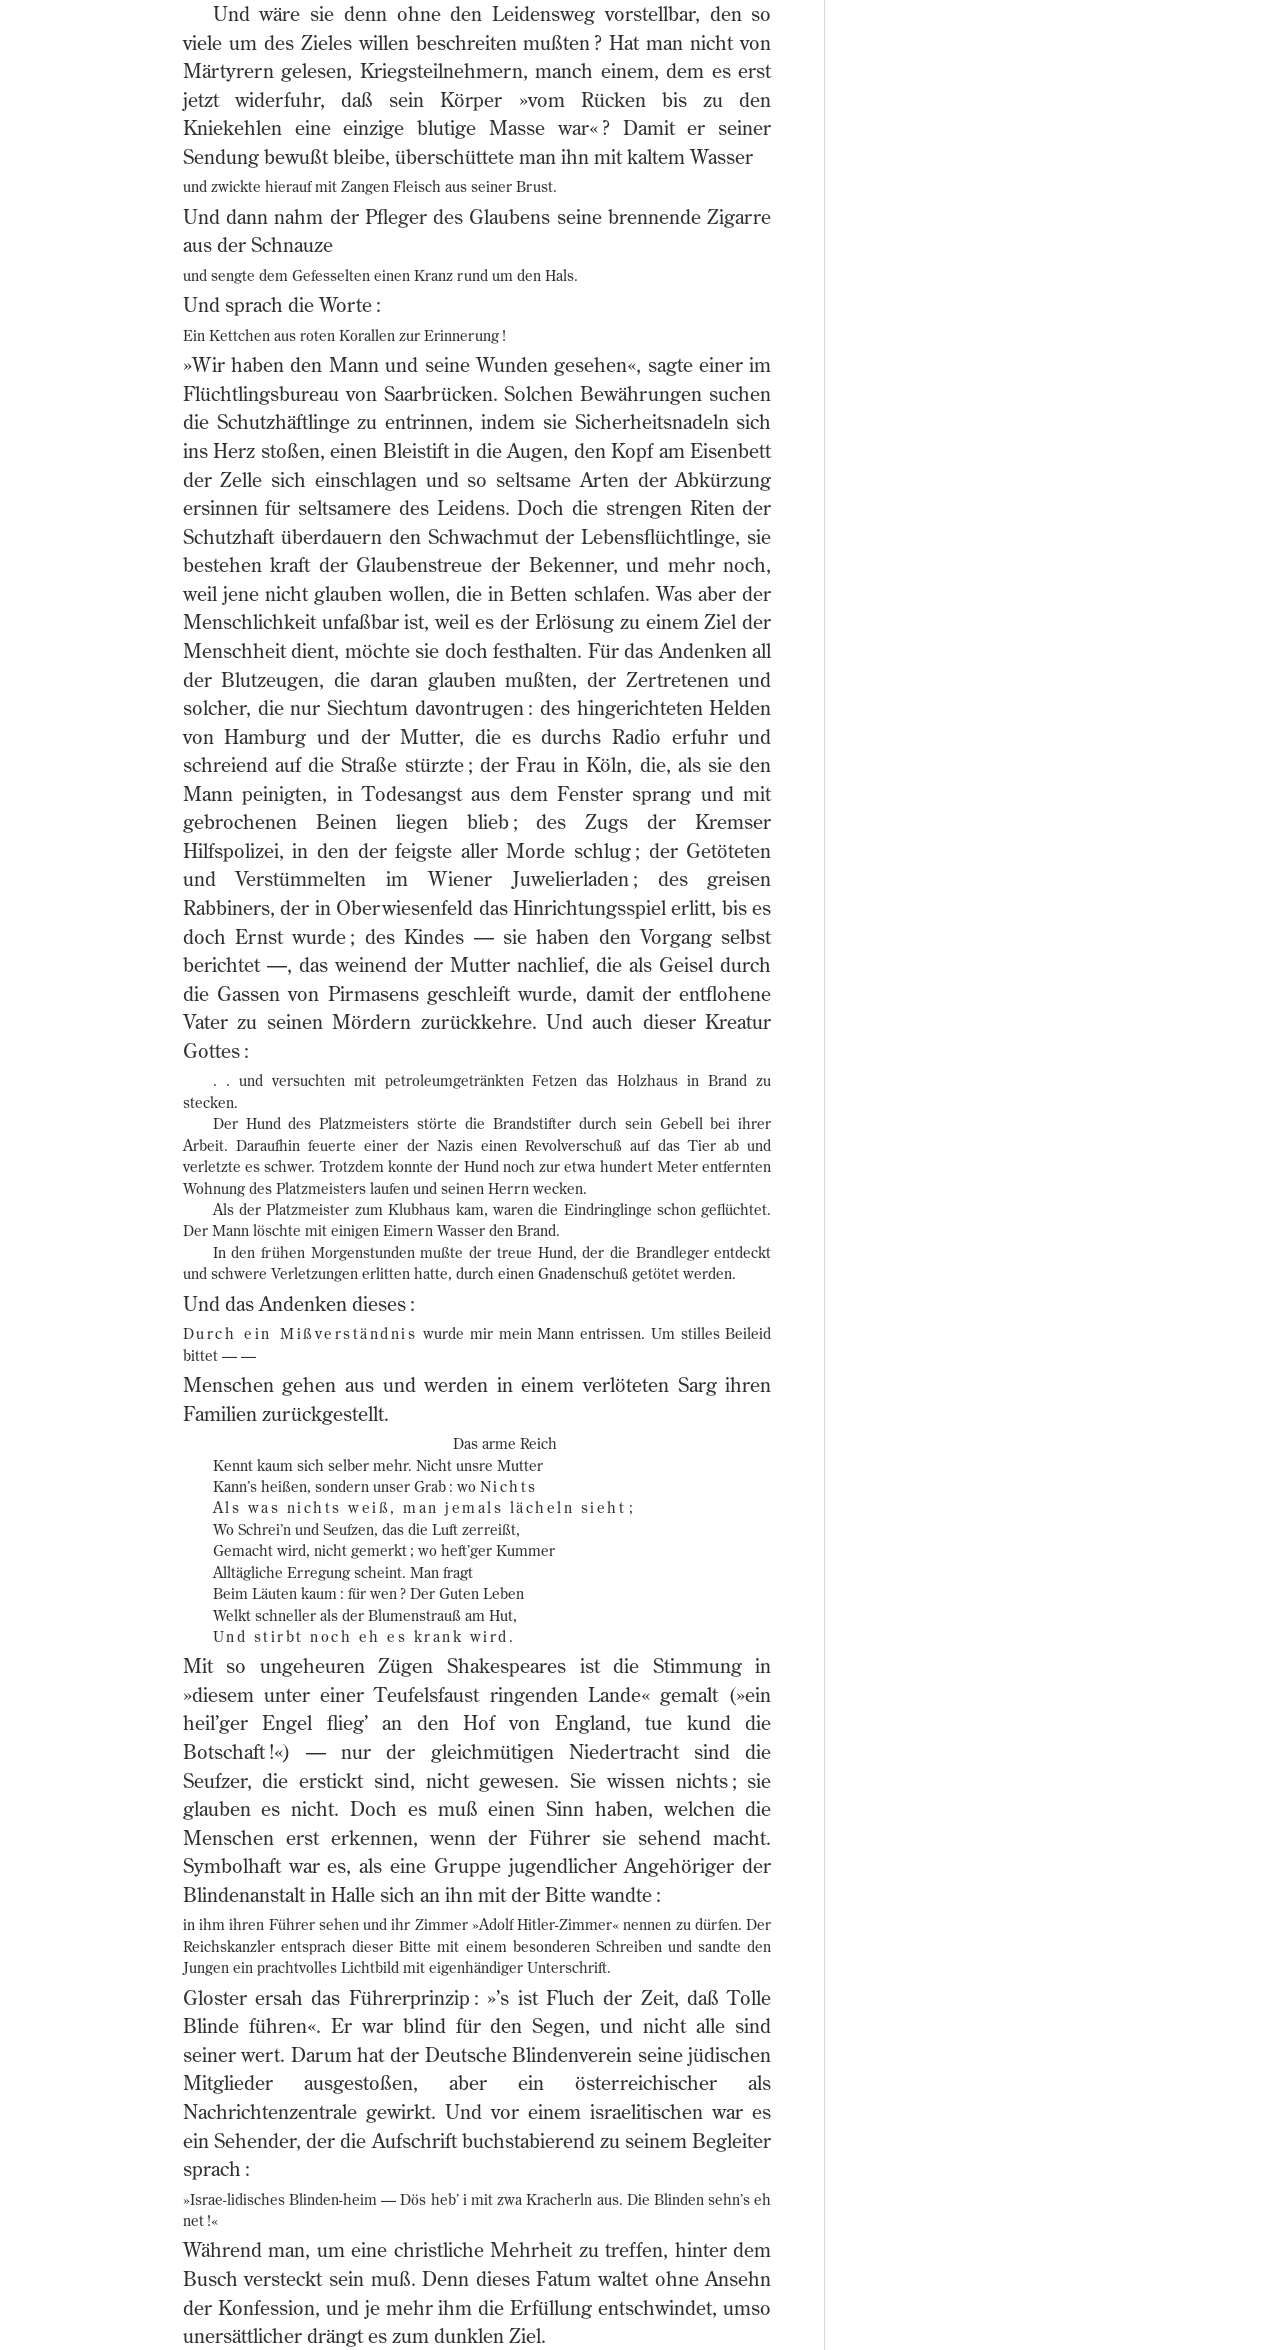 Und wäre sie denn ohne den Leidensweg vorstellbar, den so
viele um des Zieles willen beschreiten mußten ? Hat man nicht von
Märtyrern gelesen, Kriegsteilnehmern, manch einem, dem es erst
jetzt widerfuhr, daß sein Körper »vom Rücken bis zu den
Kniekehlen eine einzige blutige Masse war« ? Damit er seiner
Sendung bewußt bleibe, überschüttete man ihn mit kaltem Wasser
und zwickte hierauf mit Zangen Fleisch aus seiner Brust.
Und dann nahm der Pfleger des Glaubens seine brennende Zigarre
aus der Schnauze
und sengte dem Gefesselten einen Kranz rund um den Hals.
Und sprach die Worte :
Ein Kettchen aus roten Korallen zur Erinnerung !
»Wir haben den Mann und seine Wunden gesehen«, sagte einer im
Flüchtlingsbureau von Saarbrücken. Solchen Bewährungen suchen
die Schutzhäftlinge zu entrinnen, indem sie Sicherheitsnadeln sich
ins Herz stoßen, einen Bleistift in die Augen, den Kopf am Eisenbett
der Zelle sich einschlagen und so seltsame Arten der Abkürzung
ersinnen für seltsamere des Leidens. Doch die strengen Riten der
Schutzhaft überdauern den Schwachmut der Lebensflüchtlinge, sie
bestehen kraft der Glaubenstreue der Bekenner, und mehr noch,
weil jene nicht glauben wollen, die in Betten schlafen. Was aber der
Menschlichkeit unfaßbar ist, weil es der Erlösung zu einem Ziel der
Menschheit dient, möchte sie doch festhalten. Für das Andenken all
der Blutzeugen, die daran glauben mußten, der Zertretenen und
solcher, die nur Siechtum davontrugen : des hingerichteten Helden
von Hamburg und der Mutter, die es durchs Radio erfuhr und
schreiend auf die Straße stürzte ; der Frau in Köln, die, als sie den
Mann peinigten, in Todesangst aus dem Fenster sprang und mit
gebrochenen Beinen liegen blieb ; des Zugs der Kremser
Hilfspolizei, in den der feigste aller Morde schlug ; der Getöteten
und Verstümmelten im Wiener Juwelierladen ; des greisen
Rabbiners, der in Oberwiesenfeld das Hinrichtungsspiel erlitt, bis es
doch Ernst wurde ; des Kindes — sie haben den Vorgang selbst
berichtet —, das weinend der Mutter nachlief, die als Geisel durch
die Gassen von Pirmasens geschleift wurde, damit der entflohene
Vater zu seinen Mördern zurückkehre. Und auch dieser Kreatur
Gottes :
. . und versuchten mit petroleumgetränkten Fetzen das Holzhaus in Brand zu
stecken.
Der Hund des Platzmeisters störte die Brandstifter durch sein Gebell bei ihrer
Arbeit. Daraufhin feuerte einer der Nazis einen Revolverschuß auf das Tier ab und
verletzte es schwer. Trotzdem konnte der Hund noch zur etwa hundert Meter entfernten
Wohnung des Platzmeisters laufen und seinen Herrn wecken.
Als der Platzmeister zum Klubhaus kam, waren die Eindringlinge schon geflüchtet.
Der Mann löschte mit einigen Eimern Wasser den Brand.
In den frühen Morgenstunden mußte der treue Hund, der die Brandleger entdeckt
und schwere Verletzungen erlitten hatte, durch einen Gnadenschuß getötet werden.
Und das Andenken dieses :
Durch ein Mißverständnis wurde mir mein Mann entrissen. Um stilles Beileid
bittet — —
Menschen gehen aus und werden in einem verlöteten Sarg ihren
Familien zurückgestellt.
Das arme Reich
Kennt kaum sich selber mehr. Nicht unsre Mutter
Kann’s heißen, sondern unser Grab : wo Nichts
Als was nichts weiß, man jemals lächeln sieht ;
Wo Schrei’n und Seufzen, das die Luft zerreißt,
Gemacht wird, nicht gemerkt ; wo heft’ger Kummer
Alltägliche Erregung scheint. Man fragt
Beim Läuten kaum : für wen ? Der Guten Leben
Welkt schneller als der Blumenstrauß am Hut,
Und stirbt noch eh es krank wird.
Mit so ungeheuren Zügen Shakespeares ist die Stimmung in
»diesem unter einer Teufelsfaust ringenden Lande« gemalt (»ein
heil’ger Engel flieg’ an den Hof von England, tue kund die
Botschaft !«) — nur der gleichmütigen Niedertracht sind die
Seufzer, die erstickt sind, nicht gewesen. Sie wissen nichts ; sie
glauben es nicht. Doch es muß einen Sinn haben, welchen die
Menschen erst erkennen, wenn der Führer sie sehend macht.
Symbolhaft war es, als eine Gruppe jugendlicher Angehöriger der
Blindenanstalt in Halle sich an ihn mit der Bitte wandte :
in ihm ihren Führer sehen und ihr Zimmer »Adolf Hitler-Zimmer« nennen zu dürfen. Der
Reichskanzler entsprach dieser Bitte mit einem besonderen Schreiben und sandte den
Jungen ein prachtvolles Lichtbild mit eigenhändiger Unterschrift.
Gloster ersah das Führerprinzip : »’s ist Fluch der Zeit, daß Tolle
Blinde führen«. Er war blind für den Segen, und nicht alle sind
seiner wert. Darum hat der Deutsche Blindenverein seine jüdischen
Mitglieder ausgestoßen, aber ein österreichischer als
Nachrichtenzentrale gewirkt. Und vor einem israelitischen war es
ein Sehender, der die Aufschrift buchstabierend zu seinem Begleiter
sprach :
»Israe-lidisches Blinden-heim — Dös heb’ i mit zwa Kracherln aus. Die Blinden sehn’s eh
net !«
Während man, um eine christliche Mehrheit zu treffen, hinter dem
Busch versteckt sein muß. Denn dieses Fatum waltet ohne Ansehn
der Konfession, und je mehr ihm die Erfüllung entschwindet, umso
unersättlicher drängt es zum dunklen Ziel.